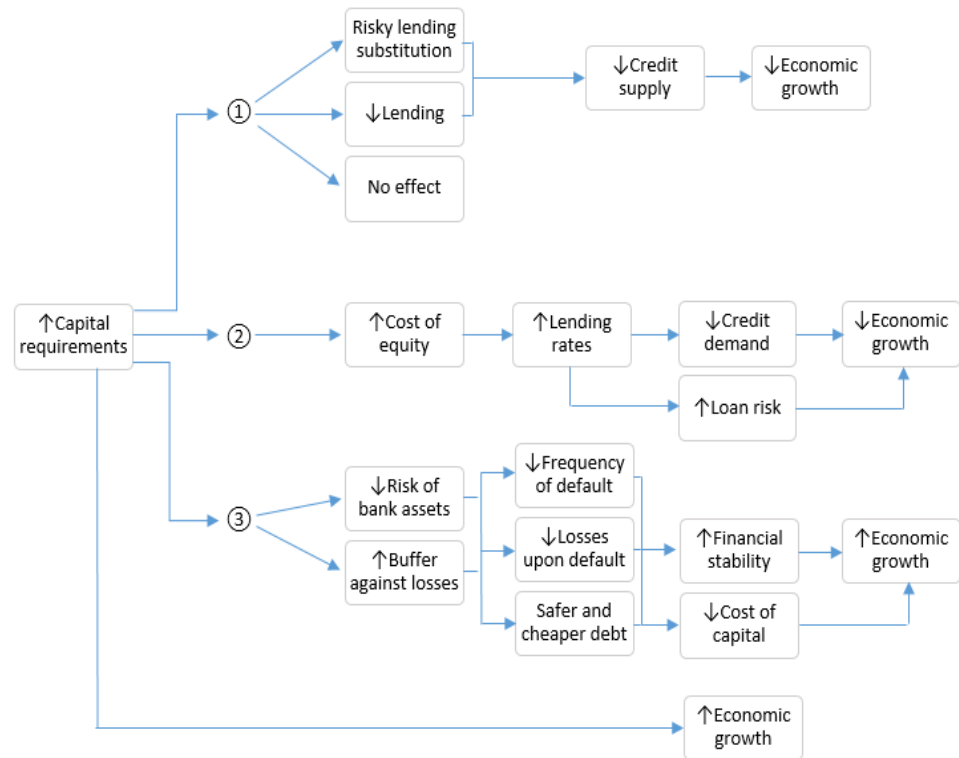 Risky lending
substitution
↓Credit
supply
↓Economic
growth
①
↓Lending
No effect
↑Capital
requirements
②
↑Cost of
equity
↑Lending
rates
↓Credit
demand
↓Economic
growth
↑Loan risk
③
↓Risk of
bank assets
↑Buffer
against losses
↓Frequency
of default
↓Losses
upon default
Safer and
cheaper debt
↑Financial
stability
↓Cost of
capital
↑Economic
growth
↑Economic
growth